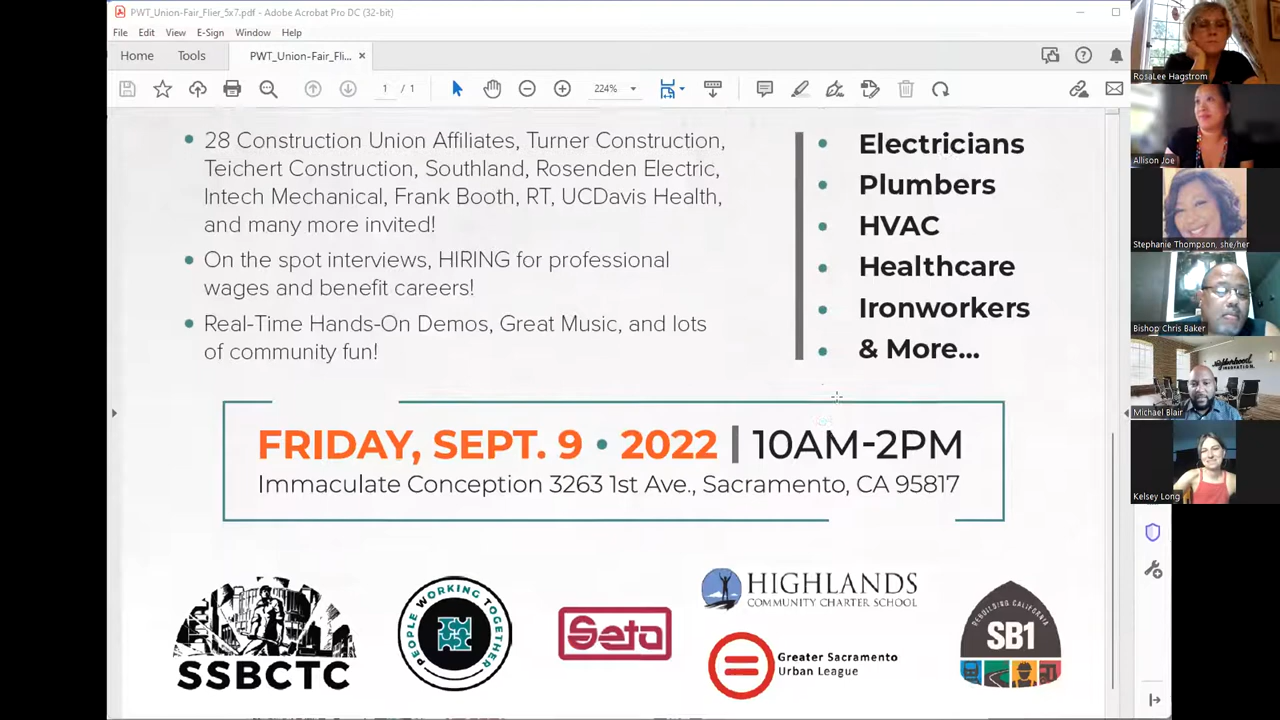 PWT_Union-Fair_Flier_5x7.pdf - Adobe Acrobat Pro DC (32-bit)
File Edit View E-Sign Window Help
Home Tools PWT_Union-Fair_Fli...
1 / 1
224%
28 Construction Union Affiliates, Turner Construction,
Teichert Construction, Southland, Rosenden Electric,
Intech Mechanical, Frank Booth, RT, UCDavis Health,
and many more invited!
On the spot interviews, HIRING for professional
wages and benefit careers!
Real-Time Hands-On Demos, Great Music, and lots
of community fun!
Electricians
Plumbers
HVAC
Healthcare
Ironworkers
& More...
FRIDAY, SEPT. 9 • 2022 | 10AM-2PM
Immaculate Conception 3263 1st Ave., Sacramento, CA 95817
SSBCTC
PEOPLE WORKING TOGETHER
Seta
HIGHLANDS
COMMUNITY CHARTER SCHOOL
Greater Sacramento
Urban League
REBUILDING CALIFORNIA
SB1
RosaLee Hagstrom
Allison Joe
Stephanie Thompson, she/her
Bishop Chris Baker
neighborhood
INNOVATION
Michael Blair
Kelsey Long